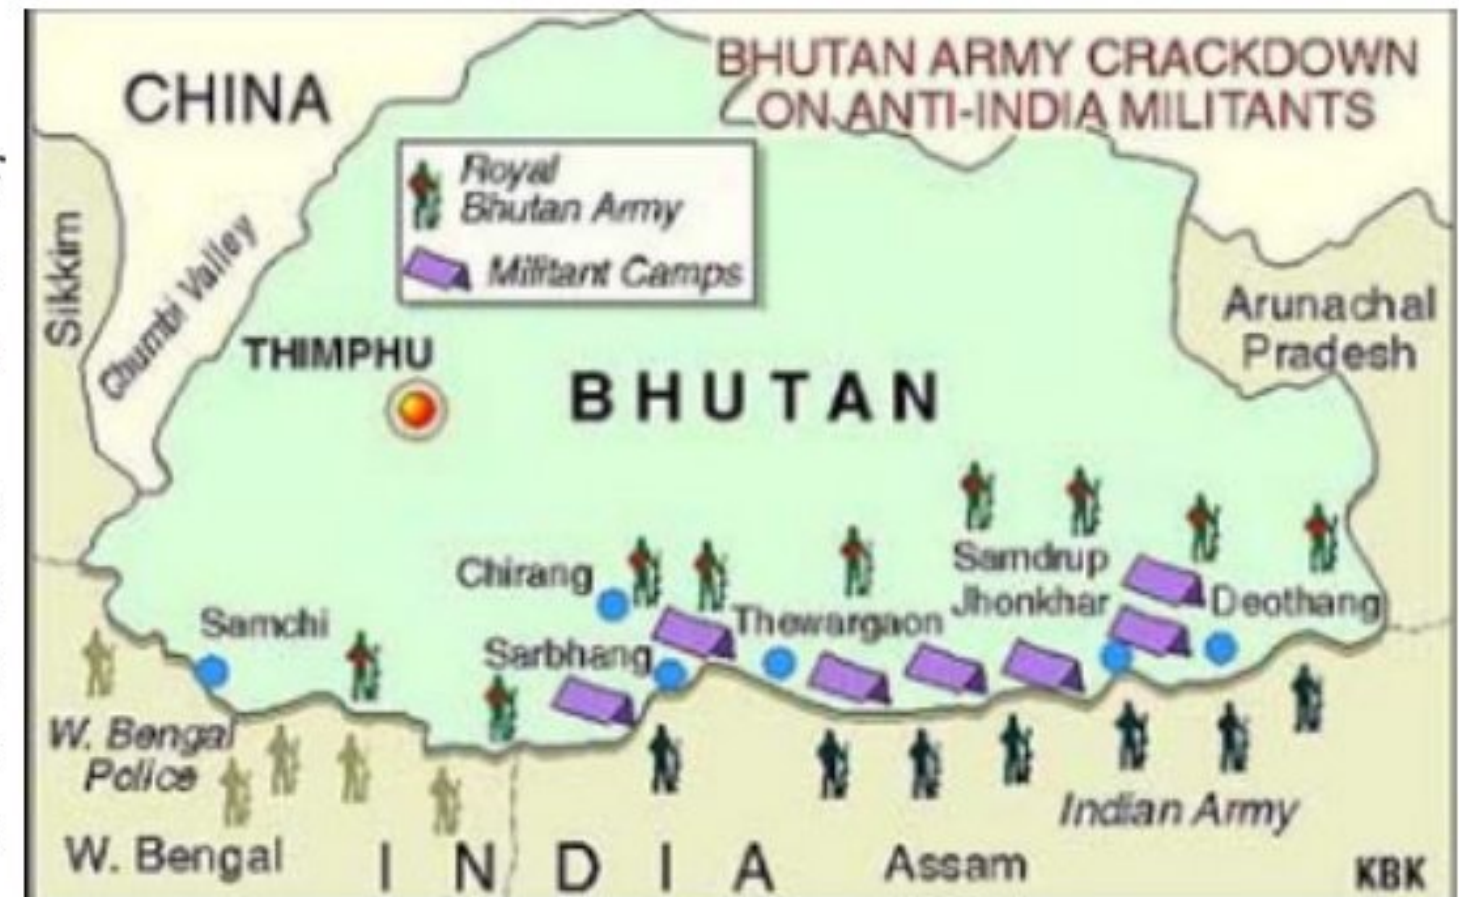 BHUTAN ARMY CRACKDOWN
ON ANTI-INDIA MILITANTS
CHINA
Royal
Bhutan Army
Militant Camps
Sikkim
Chumbi Valley
Arunachal
Pradesh
THIMPHU
BHUTAN
Chirang
Samdrup
Jhonkhar
Deothang
Samchi
Thewargaon
Sarbhang
W. Bengal
Police
Indian Army
W. Bengal
INDIA
Assam
KBK